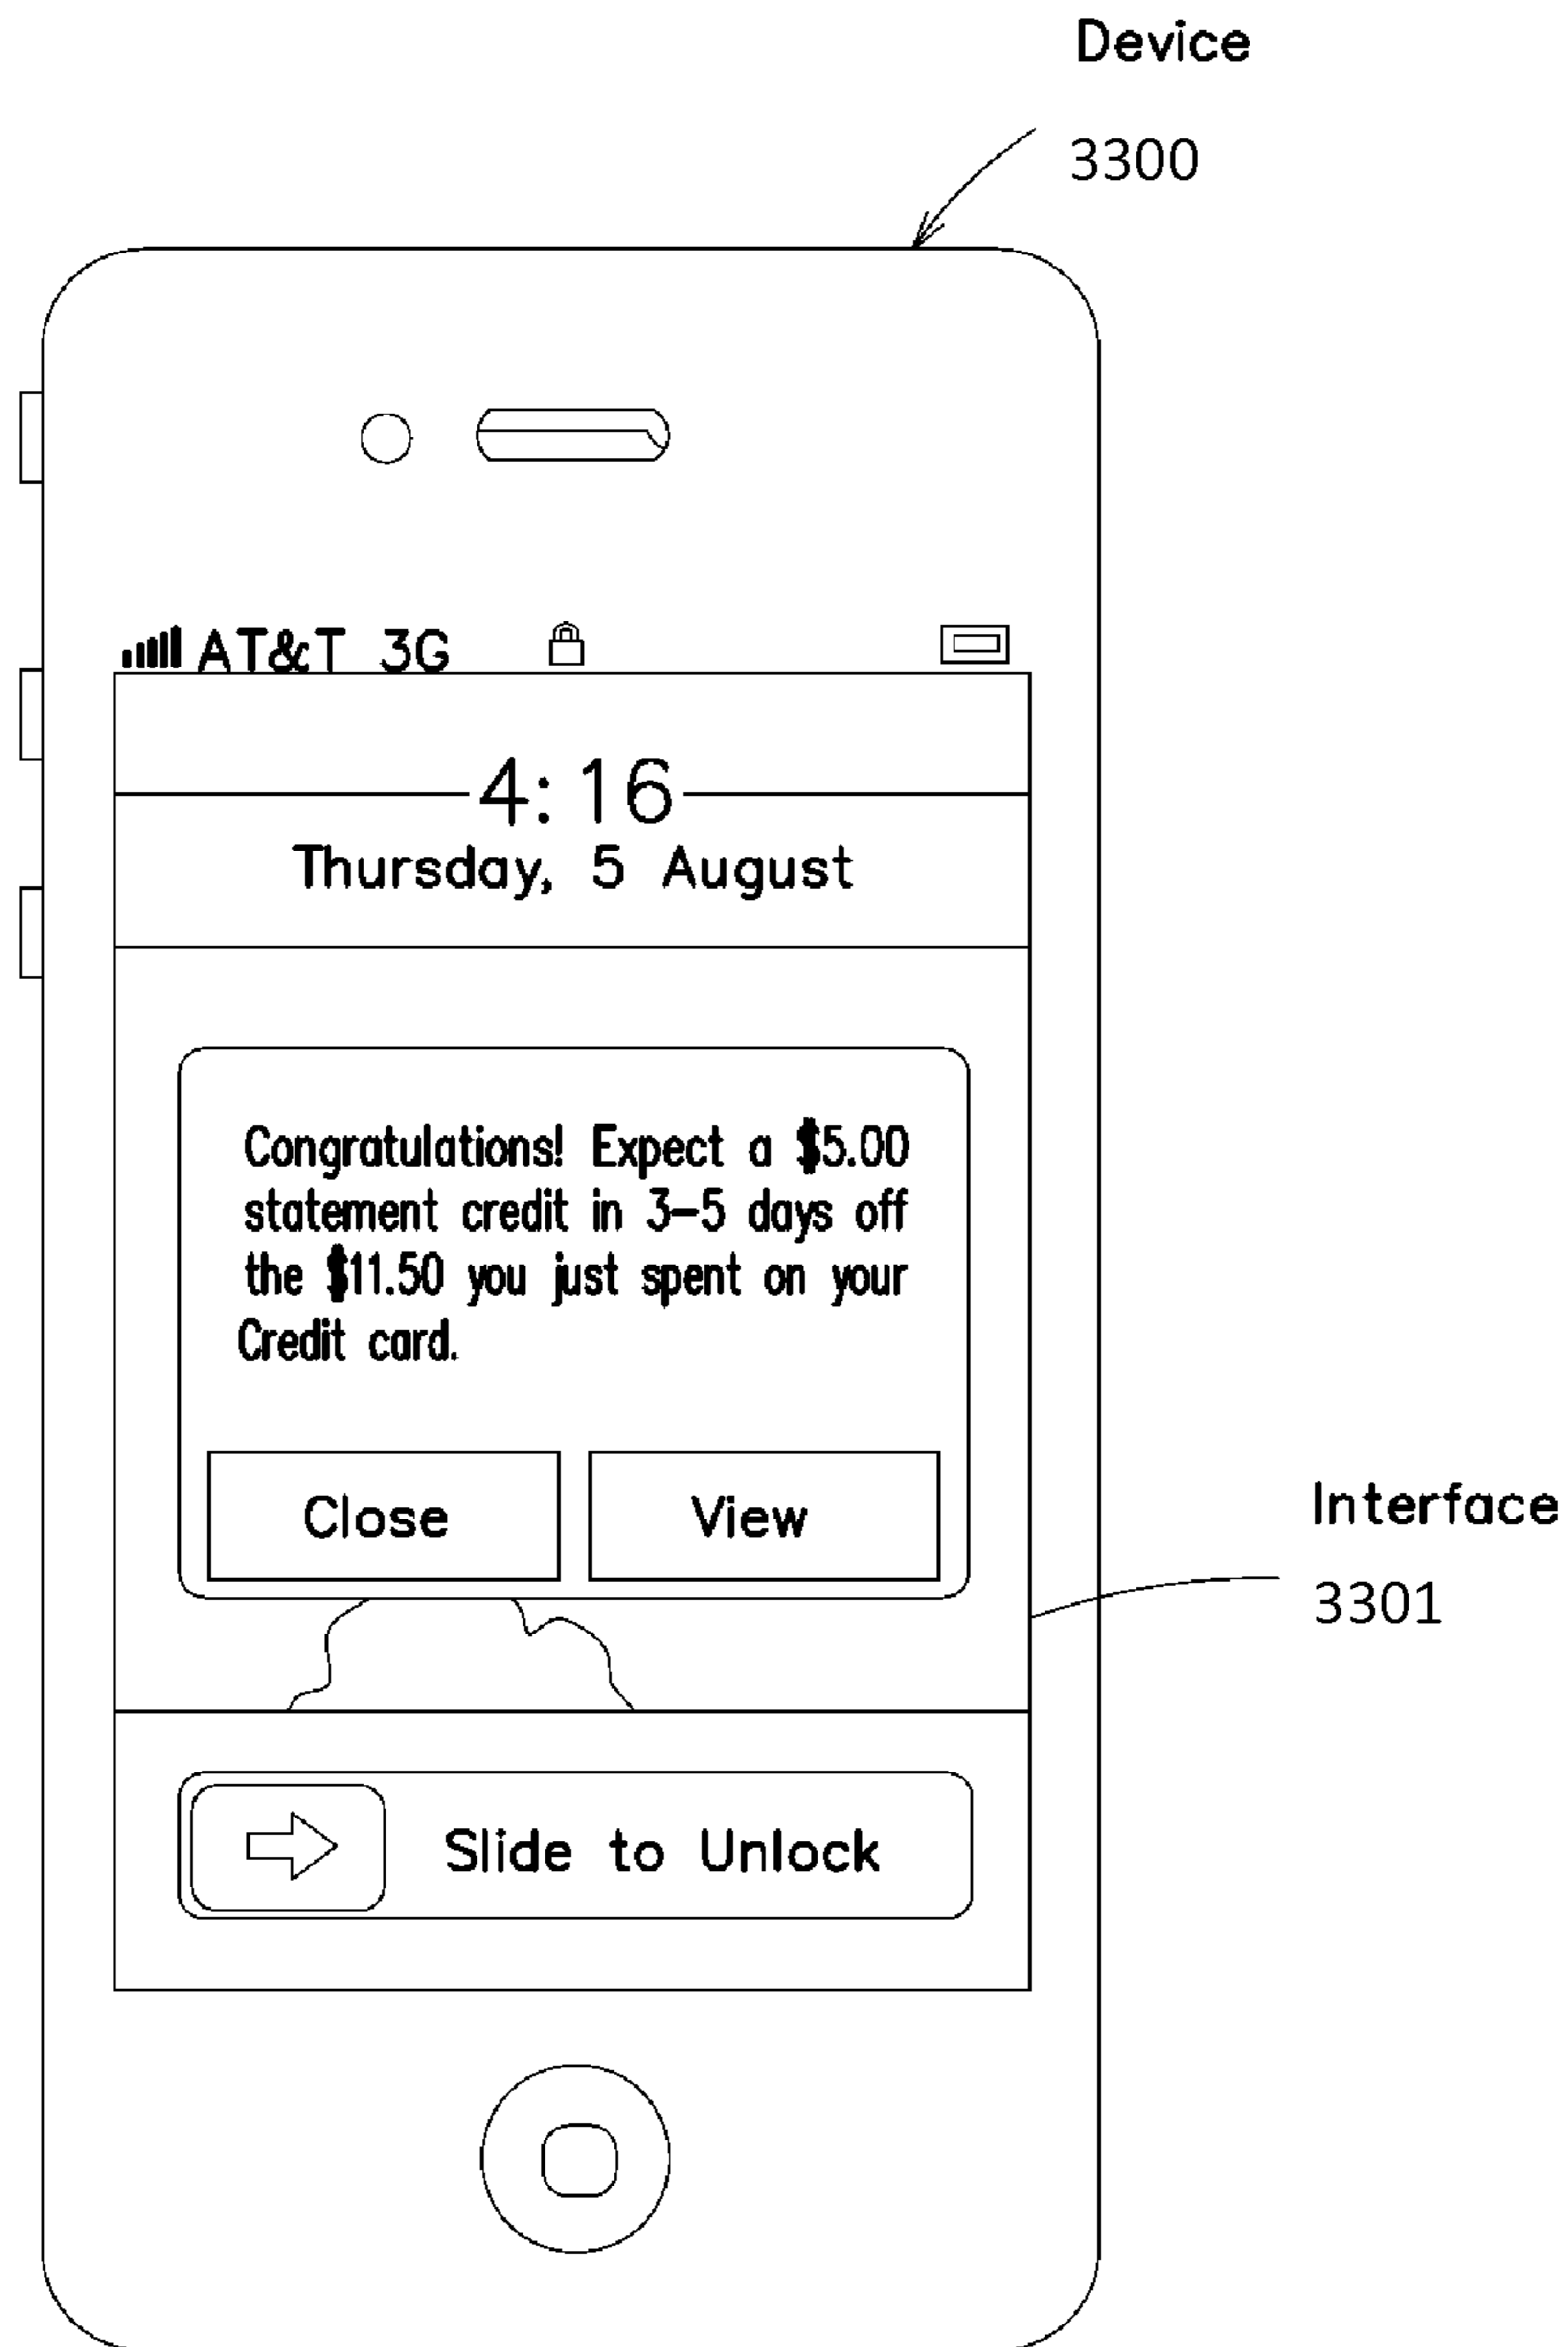 Device
3300
AT&T 3G
4:16
Thursday, 5 August
Congratulations! Expect a $5.00
statement credit in 3-5 days off
the $11.50 you just spent on your
Credit card.
Close View
Interface
3301
Slide to Unlock